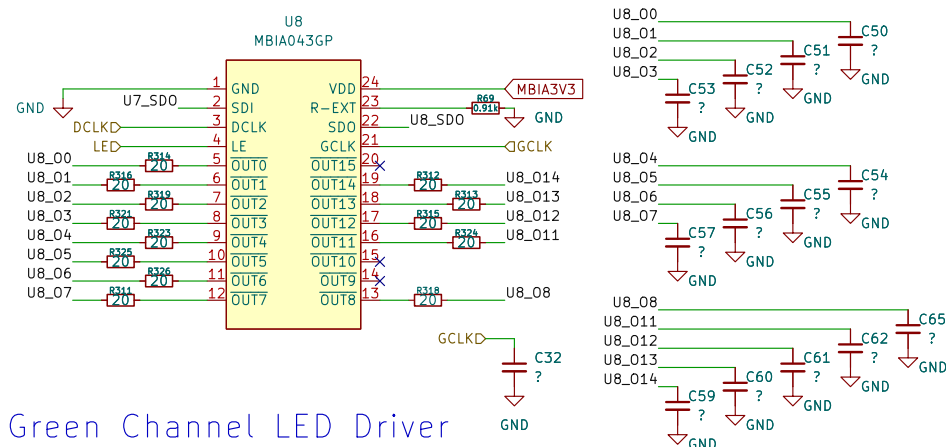 U8
MBIA043GP
GND
1 GND VDD 24 MBIA3V3
U7_SDO 2 SDI R-EXT 23 R69 0.91k GND
DCLK 3 DCLK SDO 22 U8_SDO
LE 4 LE GCLK 21 GCLK
U8_O0 R314 20 5 OUT0 OUT15 20
U8_O1 R316 20 6 OUT1 OUT14 19 R312 20 U8_O14
U8_O2 R319 20 7 OUT2 OUT13 18 R313 20 U8_O13
U8_O3 R321 20 8 OUT3 OUT12 17 R315 20 U8_O12
U8_O4 R323 20 9 OUT4 OUT11 16 R324 20 U8_O11
U8_O5 R325 20 10 OUT5 OUT10 15
U8_O6 R326 20 11 OUT6 OUT9 14
U8_O7 R311 20 12 OUT7 OUT8 13 R318 20 U8_O8
GCLK
C32
?
GND
Green Channel LED Driver
U8_O0
U8_O1
U8_O2
U8_O3
C50
?
GND
C51
?
GND
C52
?
GND
C53
?
GND
U8_O4
U8_O5
U8_O6
U8_O7
C54
?
GND
C55
?
GND
C56
?
GND
C57
?
GND
U8_O8
U8_O11
U8_O12
U8_O13
U8_O14
C65
?
GND
C62
?
GND
C61
?
GND
C60
?
GND
C59
?
GND